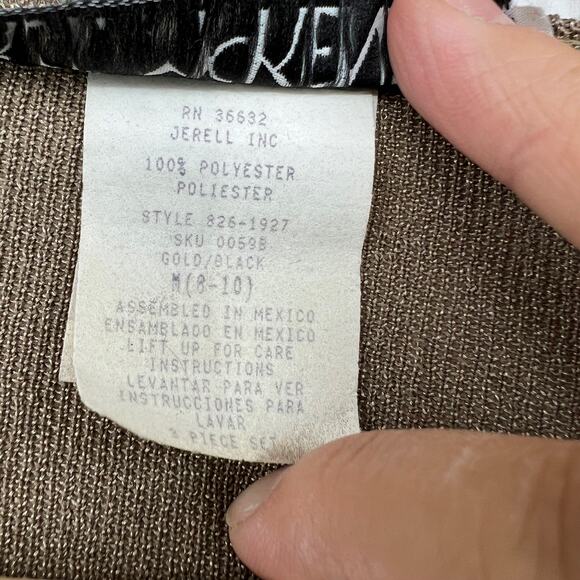 RN 36632
JERELL INC
100% POLYESTER
POLIESTER
STYLE 826-1927
SKU 0059B
GOLD/BLACK
M(8-10)
ASSEMBLED IN MEXICO
ENSAMBLADO EN MEXICO
LIFT UP FOR CARE
INSTRUCTIONS
LEVANTAR PARA VER
INSTRUCCIONES PARA
LAVAR
3 PIECE SET